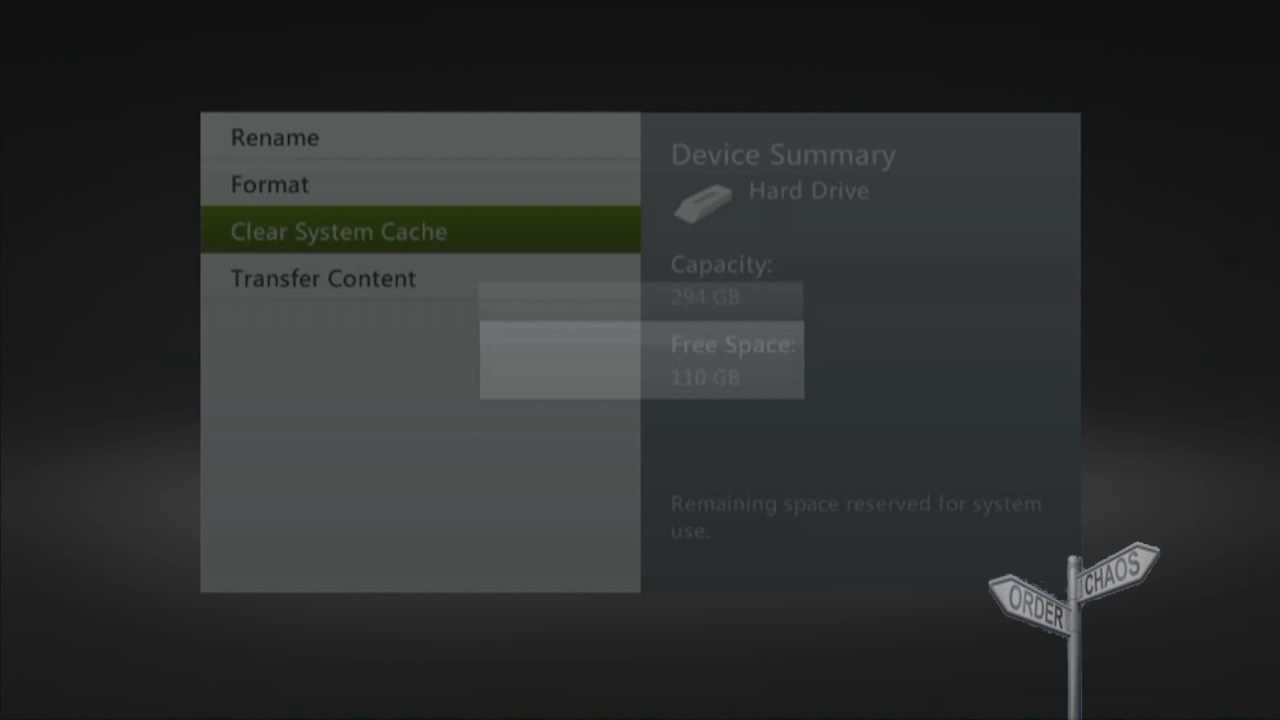 Rename
Format
Clear System Cache
Transfer Content
Device Summary
Hard Drive
Capacity:
294 GB
Free Space:
110 GB
Remaining space reserved for system
use.
ORDER
CHAOS